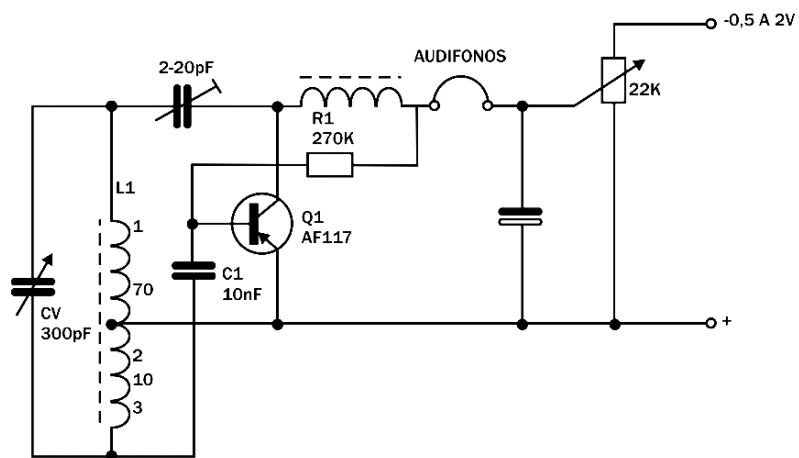 -0,5 A 2V
AUDIFONOS
2-20pF
22K
R1
270K
L1
1
Q1
AF117
C1
10nF
70
CV
300pF
+
2
10
3